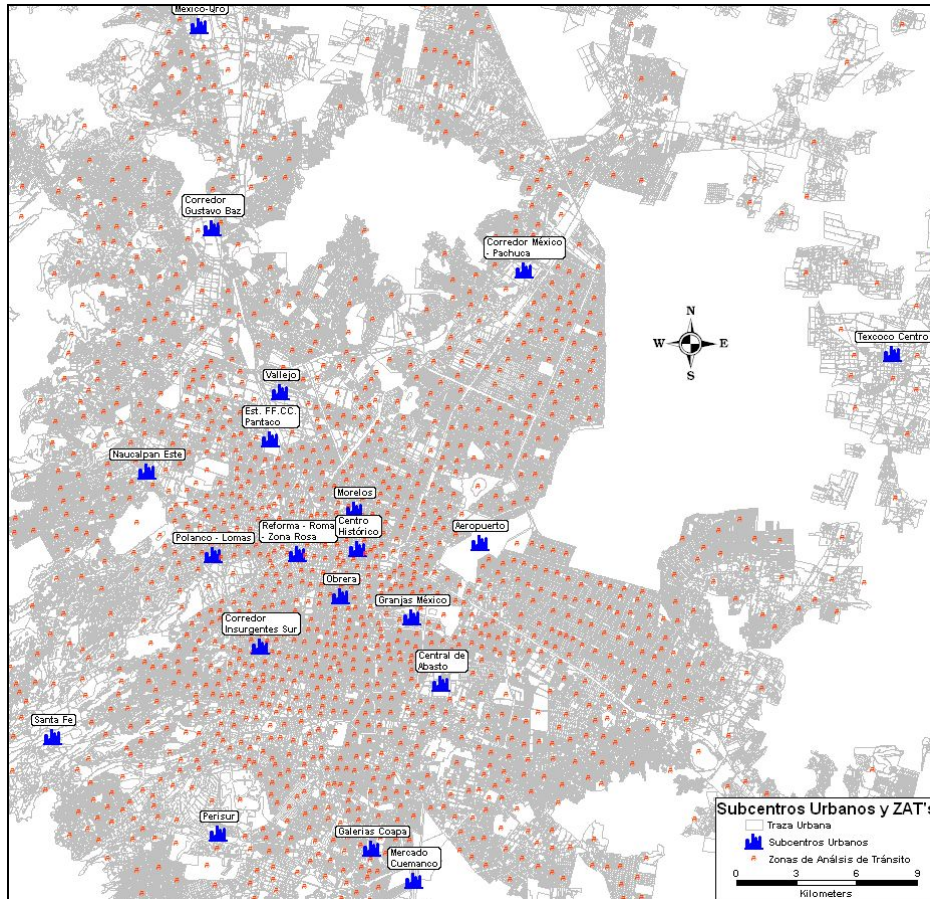 México-Qro
Corredor
Gustavo Baz
Corredor México
- Pachuca
N
W E
S
Texcoco Centro
Vallejo
Est. FF.CC.
Pantaco
Naucalpan Este
Morelos
Centro
Histórico
Reforma - Roma
- Zona Rosa
Polanco - Lomas
Aeropuerto
Obrera
Granjas México
Corredor
Insurgentes Sur
Central de
Abasto
Santa Fe
Perisur
Galerias Coapa
Mercado
Cuemanco
Subcentros Urbanos y ZAT's
Traza Urbana
Subcentros Urbanos
Zonas de Análsis de Tránsito
0 3 6 9
Kilometers